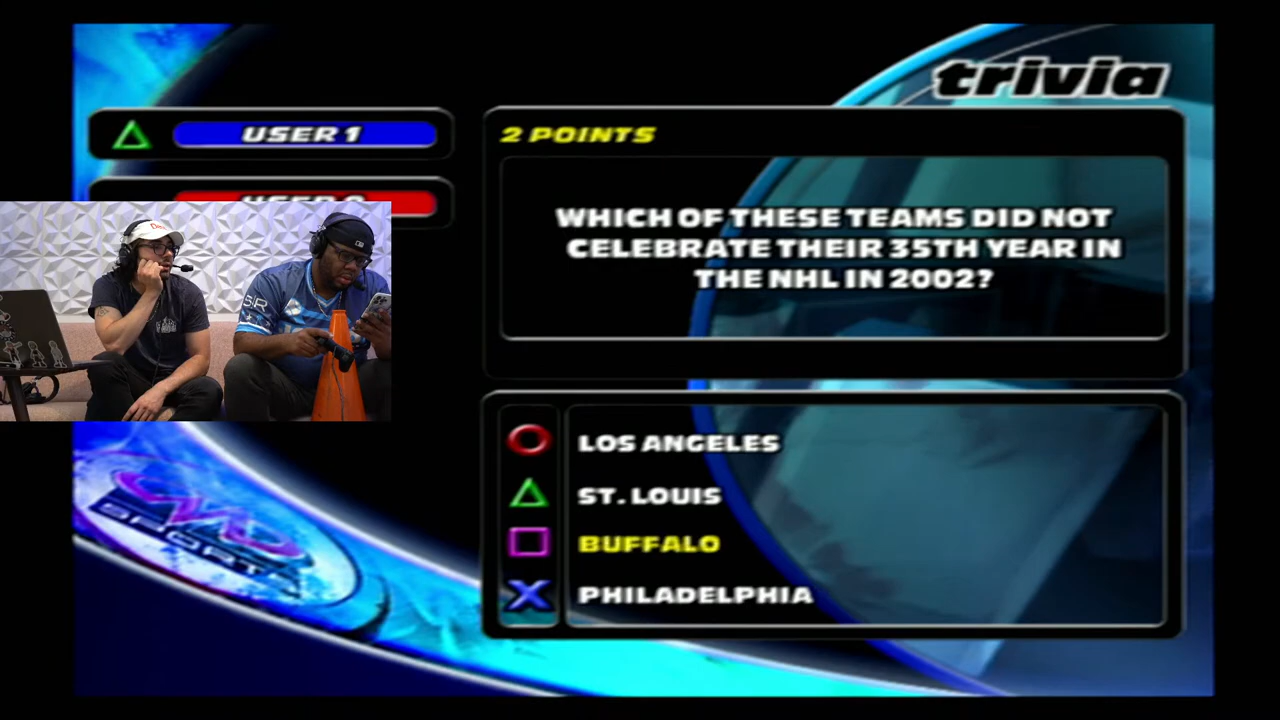 trivia
USER 1
2 POINTS
WHICH OF THESE TEAMS DID NOT
CELEBRATE THEIR 35TH YEAR IN
THE NHL IN 2002?
LOS ANGELES
ST. LOUIS
BUFFALO
PHILADELPHIA
SPORTS